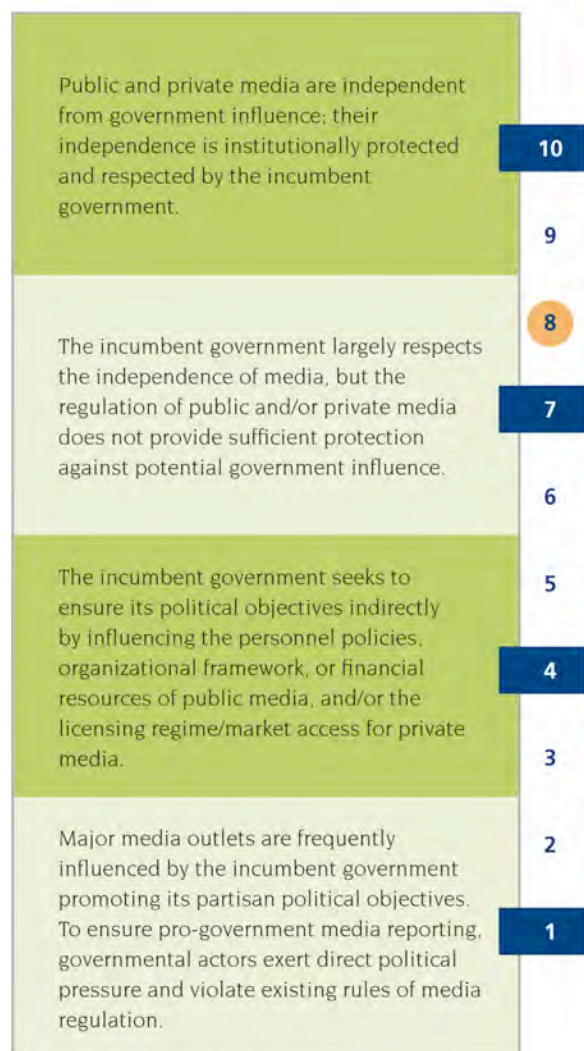 Public and private media are independent
from government influence; their
independence is institutionally protected
and respected by the incumbent
government.
10
9
8
The incumbent government largely respects
the independence of media, but the
regulation of public and/or private media
does not provide sufficient protection
against potential government influence.
7
6
5
The incumbent government seeks to
ensure its political objectives indirectly
by influencing the personnel policies,
organizational framework, or financial
resources of public media, and/or the
licensing regime/market access for private
media.
4
3
2
Major media outlets are frequently
influenced by the incumbent government
promoting its partisan political objectives.
To ensure pro-government media reporting,
governmental actors exert direct political
pressure and violate existing rules of media
regulation.
1